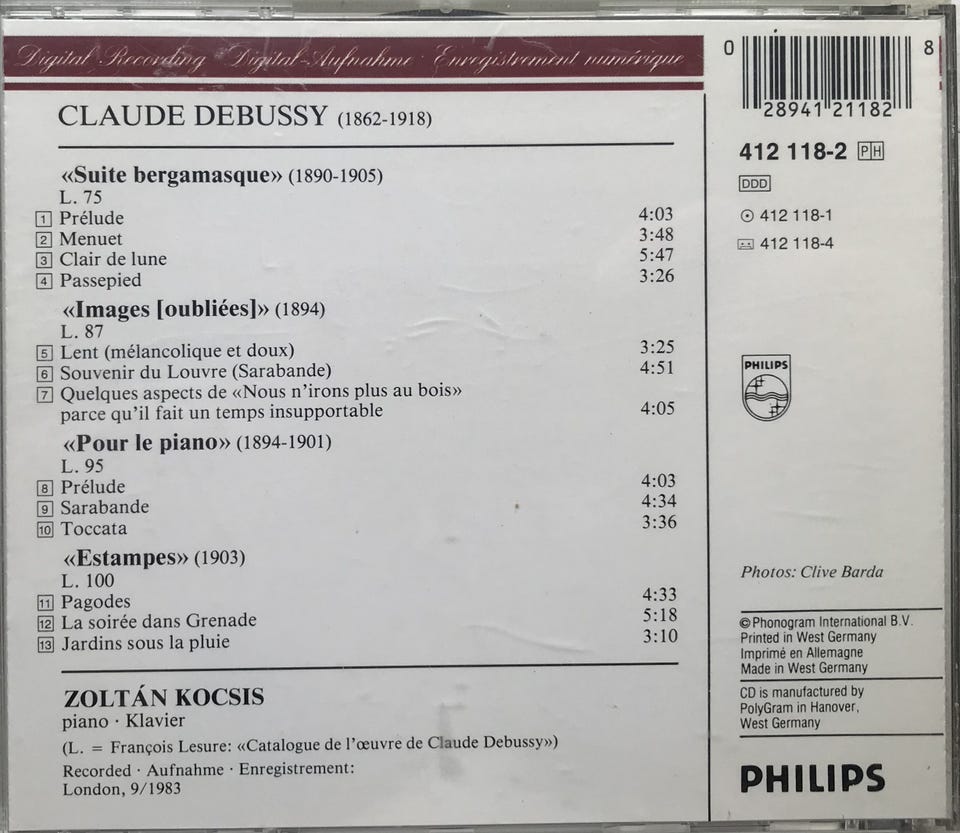 Digital Recording · Digital-Aufnahme · Enregistrement numérique
CLAUDE DEBUSSY (1862-1918)
«Suite bergamasque» (1890-1905)
L. 75
1 Prélude 4:03
2 Menuet 3:48
3 Clair de lune 5:47
4 Passepied 3:26
«Images [oubliées]» (1894)
L. 87
5 Lent (mélancolique et doux) 3:25
6 Souvenir du Louvre (Sarabande) 4:51
7 Quelques aspects de «Nous n'irons plus au bois»
parce qu'il fait un temps insupportable 4:05
«Pour le piano» (1894-1901)
L. 95
8 Prélude 4:03
9 Sarabande 4:34
10 Toccata 3:36
«Estampes» (1903)
L. 100
11 Pagodes 4:33
12 La soirée dans Grenade 5:18
13 Jardins sous la pluie 3:10
ZOLTÁN KOCSIS
piano · Klavier
(L. = François Lesure: «Catalogue de l'œuvre de Claude Debussy»)
Recorded · Aufnahme · Enregistrement:
London, 9/1983
0 28941 21182 8
412 118-2 PH
DDD
412 118-1
412 118-4
PHILIPS
Photos: Clive Barda
©Phonogram International B.V.
Printed in West Germany
Imprimé en Allemagne
Made in West Germany
CD is manufactured by
PolyGram in Hanover,
West Germany
PHILIPS